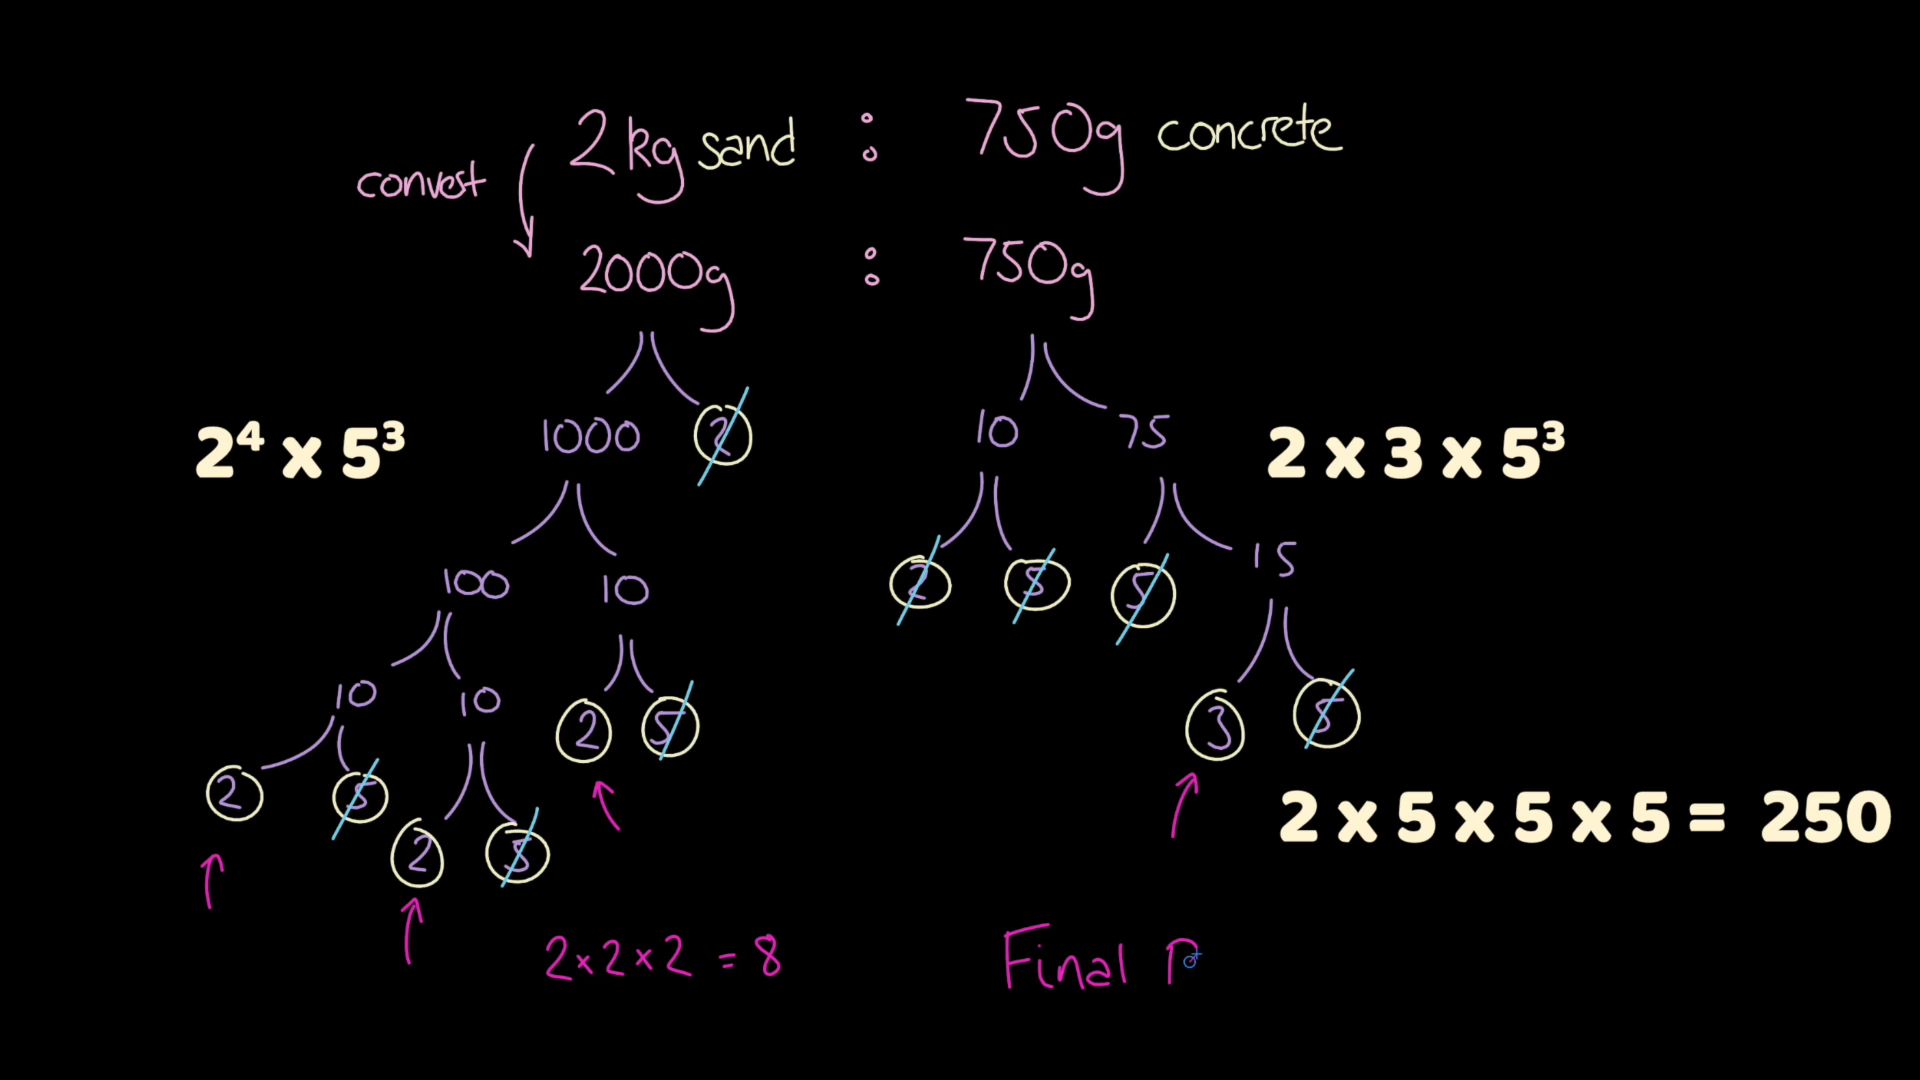 2kg sand : 750g concrete
convert
2000g : 750g
2⁴ x 5³
1000 2
10 75
2 x 3 x 5³
100 10
2 5 5 15
10 10
2 5
3 5
2 5
2 5
2 x 5 x 5 x 5 = 250
2 × 2 × 2 = 8
Final